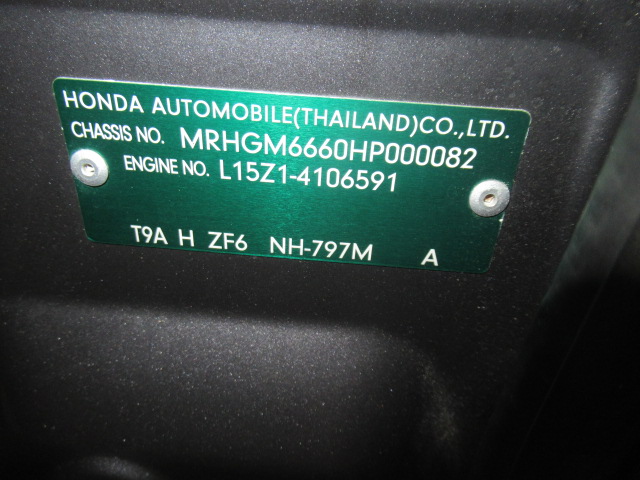 HONDA AUTOMOBILE(THAILAND)CO.,LTD.
CHASSIS NO. MRHGM6660HP000082
ENGINE NO. L15Z1-4106591
T9A H ZF6 NH-797M A